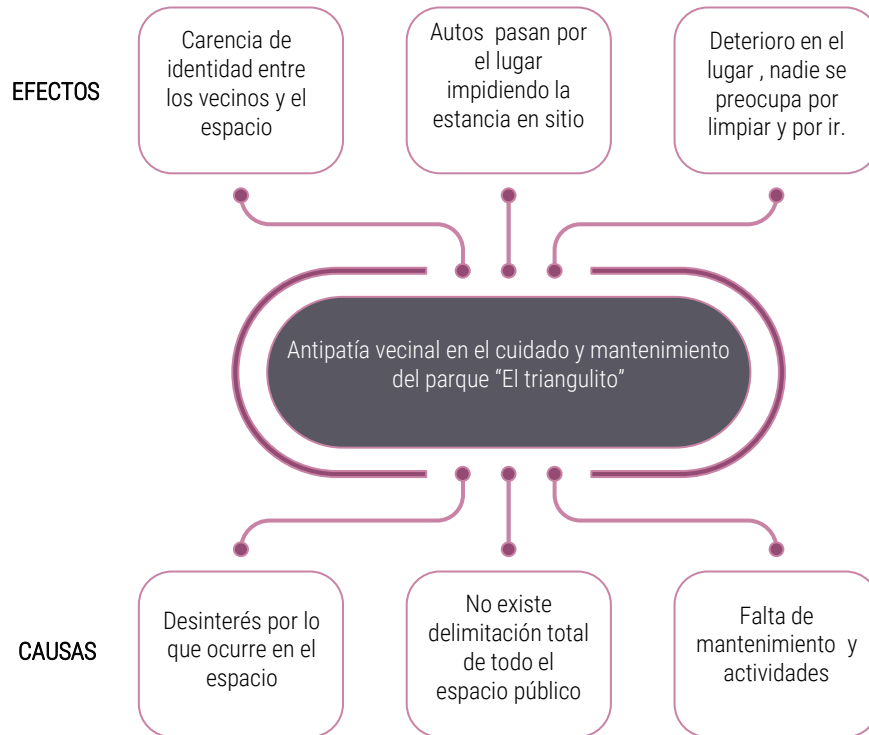 EFECTOS
Carencia de
identidad entre
los vecinos y el
espacio
Autos pasan por
el lugar
impidiendo la
estancia en sitio
Deterioro en el
lugar , nadie se
preocupa por
limpiar y por ir.
Antipatía vecinal en el cuidado y mantenimiento
del parque “El triangulito”
CAUSAS
Desinterés por lo
que ocurre en el
espacio
No existe
delimitación total
de todo el
espacio público
Falta de
mantenimiento y
actividades